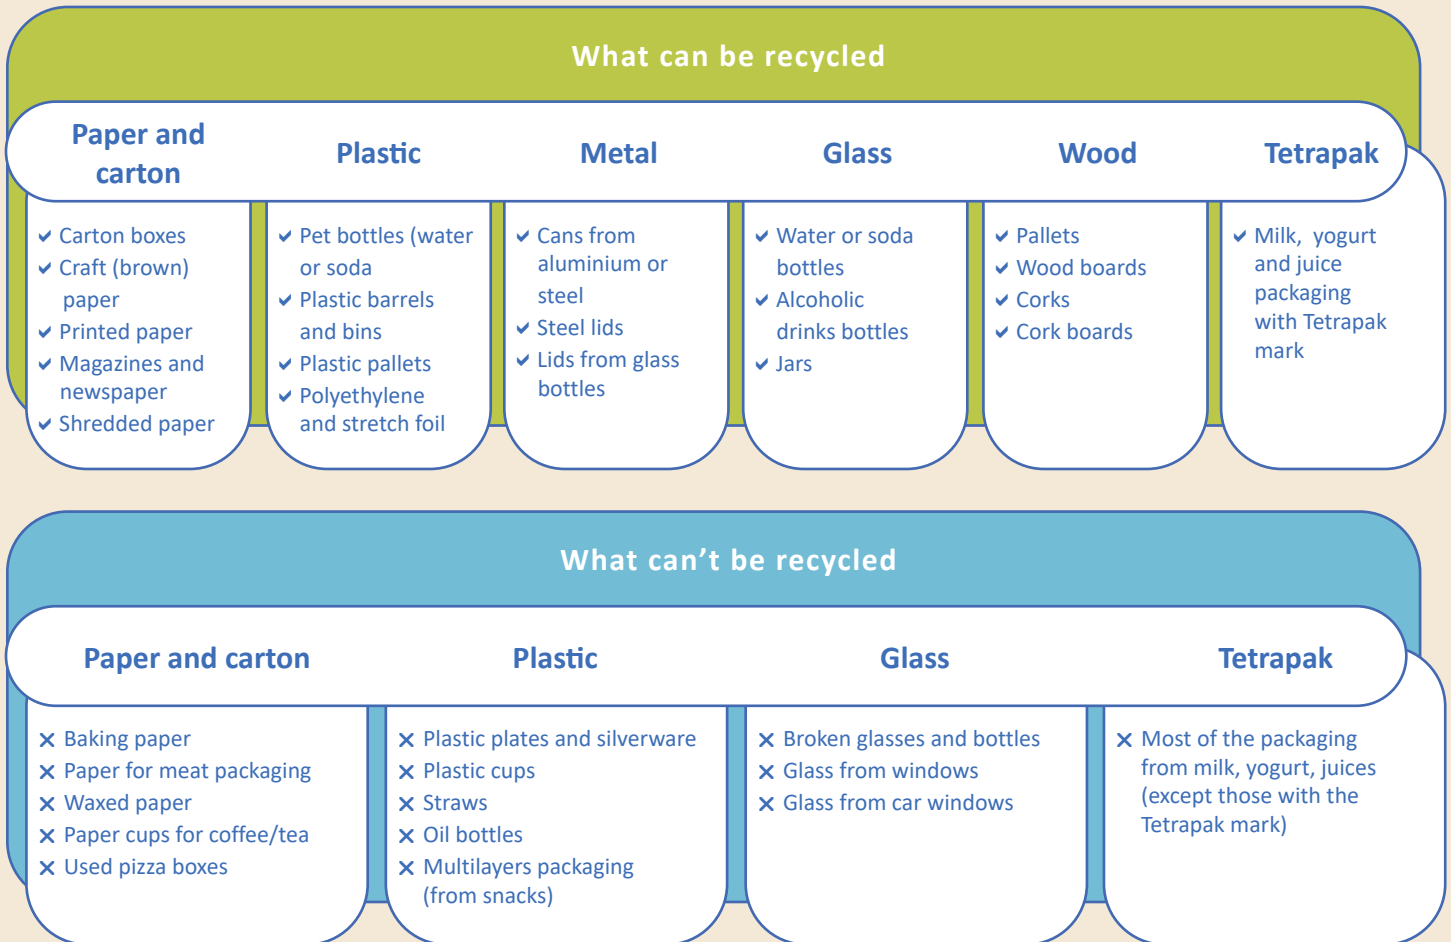 What can be recycled
Paper and
carton
Plastic
Metal
Glass
Wood
Tetrapak
Carton boxes
Craft (brown)
paper
Printed paper
Magazines and
newspaper
Shredded paper
Pet bottles (water
or soda
Plastic barrels
and bins
Plastic pallets
Polyethylene
and stretch foil
Cans from
aluminium or
steel
Steel lids
Lids from glass
bottles
Water or soda
bottles
Alcoholic
drinks bottles
Jars
Pallets
Wood boards
Corks
Cork boards
Milk, yogurt
and juice
packaging
with Tetrapak
mark
What can't be recycled
Paper and carton
Plastic
Glass
Tetrapak
Baking paper
Paper for meat packaging
Waxed paper
Paper cups for coffee/tea
Used pizza boxes
Plastic plates and silverware
Plastic cups
Straws
Oil bottles
Multilayers packaging
(from snacks)
Broken glasses and bottles
Glass from windows
Glass from car windows
Most of the packaging
from milk, yogurt, juices
(except those with the
Tetrapak mark)